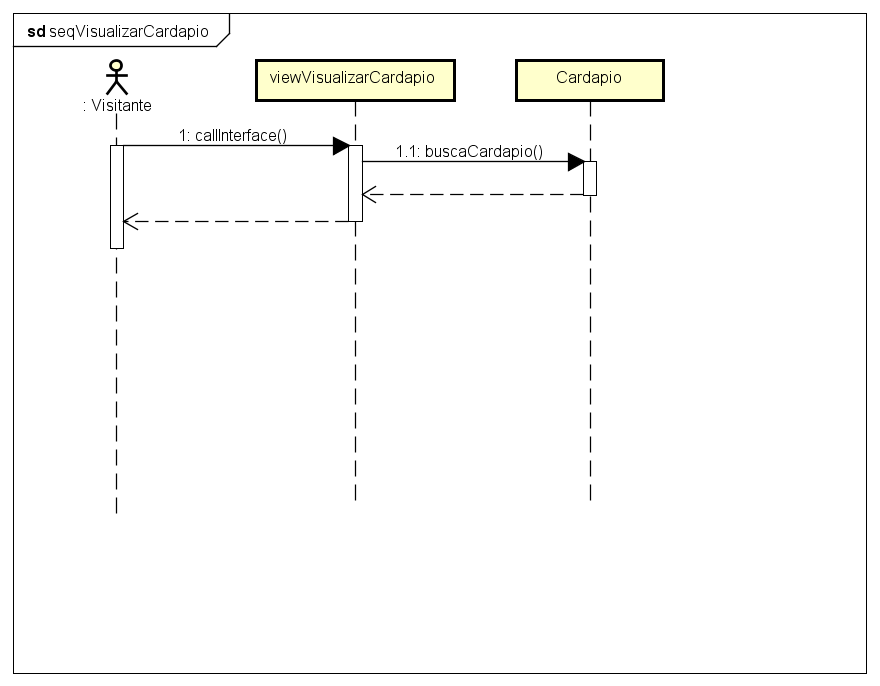 sd seqVisualizarCardapio
: Visitante
viewVisualizarCardapio
Cardapio
1: callInterface()
1.1: buscaCardapio()